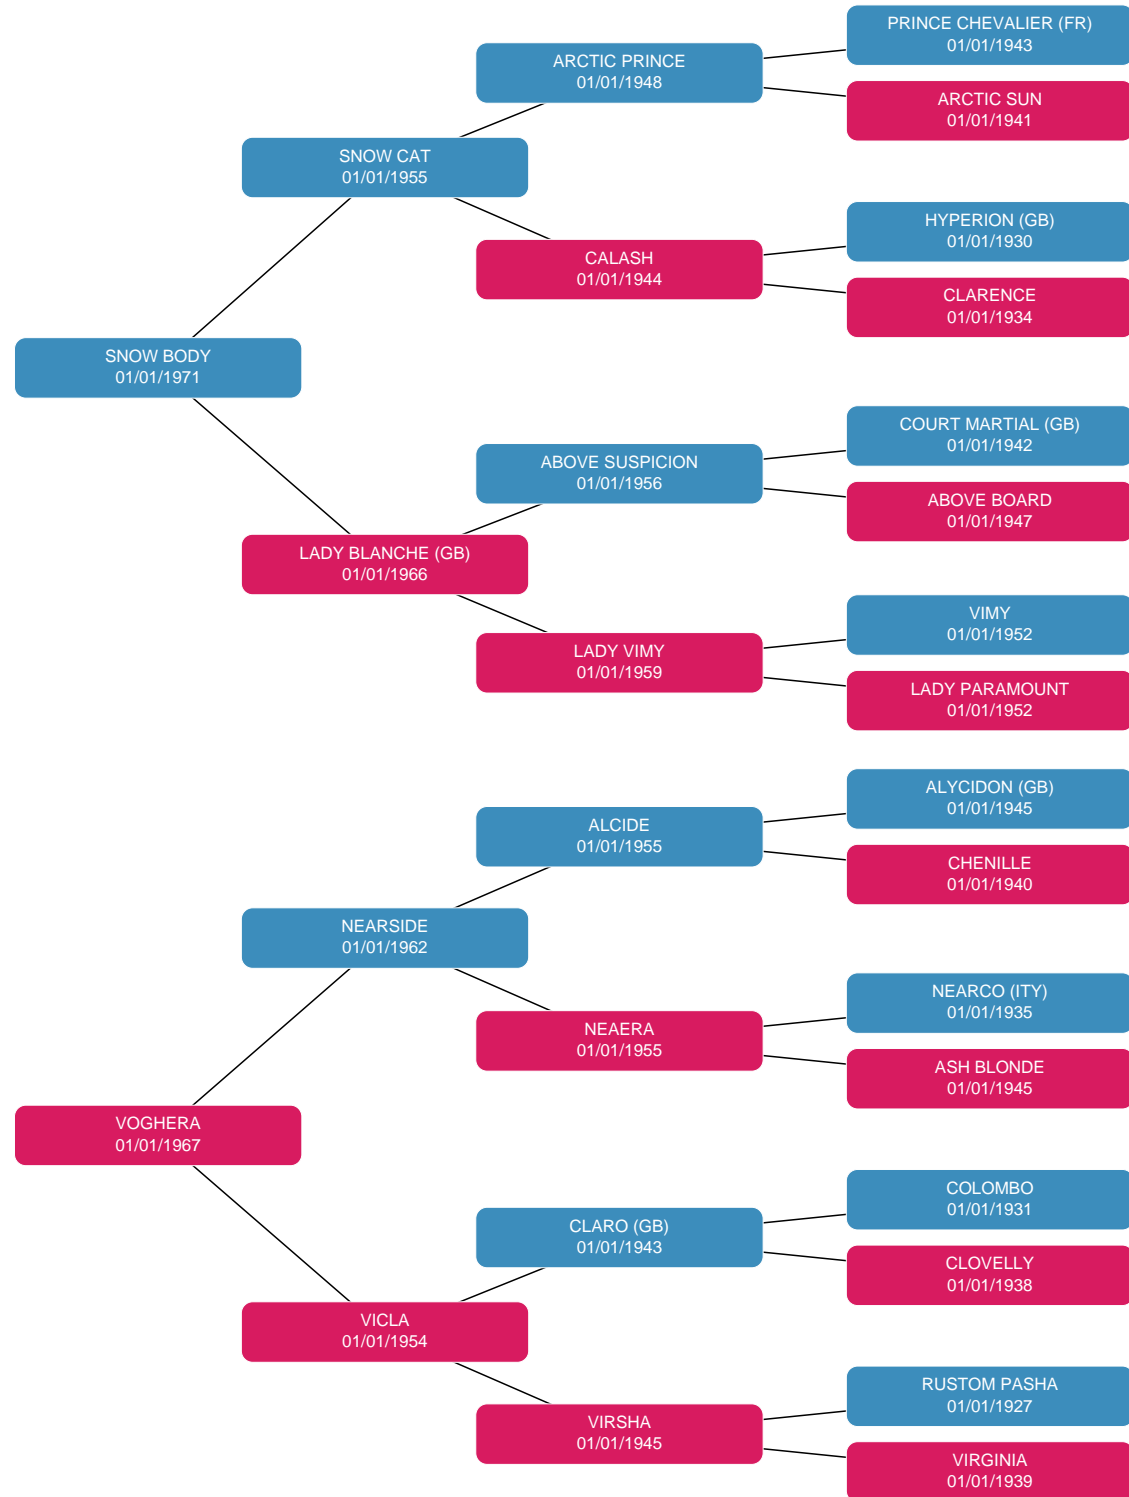 PRINCE CHEVALIER (FR)
01/01/1943
ARCTIC PRINCE
01/01/1948
ARCTIC SUN
01/01/1941
SNOW CAT
01/01/1955
HYPERION (GB)
01/01/1930
CALASH
01/01/1944
CLARENCE
01/01/1934
SNOW BODY
01/01/1971
COURT MARTIAL (GB)
01/01/1942
ABOVE SUSPICION
01/01/1956
ABOVE BOARD
01/01/1947
LADY BLANCHE (GB)
01/01/1966
VIMY
01/01/1952
LADY VIMY
01/01/1959
LADY PARAMOUNT
01/01/1952
ALYCIDON (GB)
01/01/1945
ALCIDE
01/01/1955
CHENILLE
01/01/1940
NEARSIDE
01/01/1962
NEARCO (ITY)
01/01/1935
NEAERA
01/01/1955
ASH BLONDE
01/01/1945
VOGHERA
01/01/1967
COLOMBO
01/01/1931
CLARO (GB)
01/01/1943
CLOVELLY
01/01/1938
VICLA
01/01/1954
RUSTOM PASHA
01/01/1927
VIRSHA
01/01/1945
VIRGINIA
01/01/1939